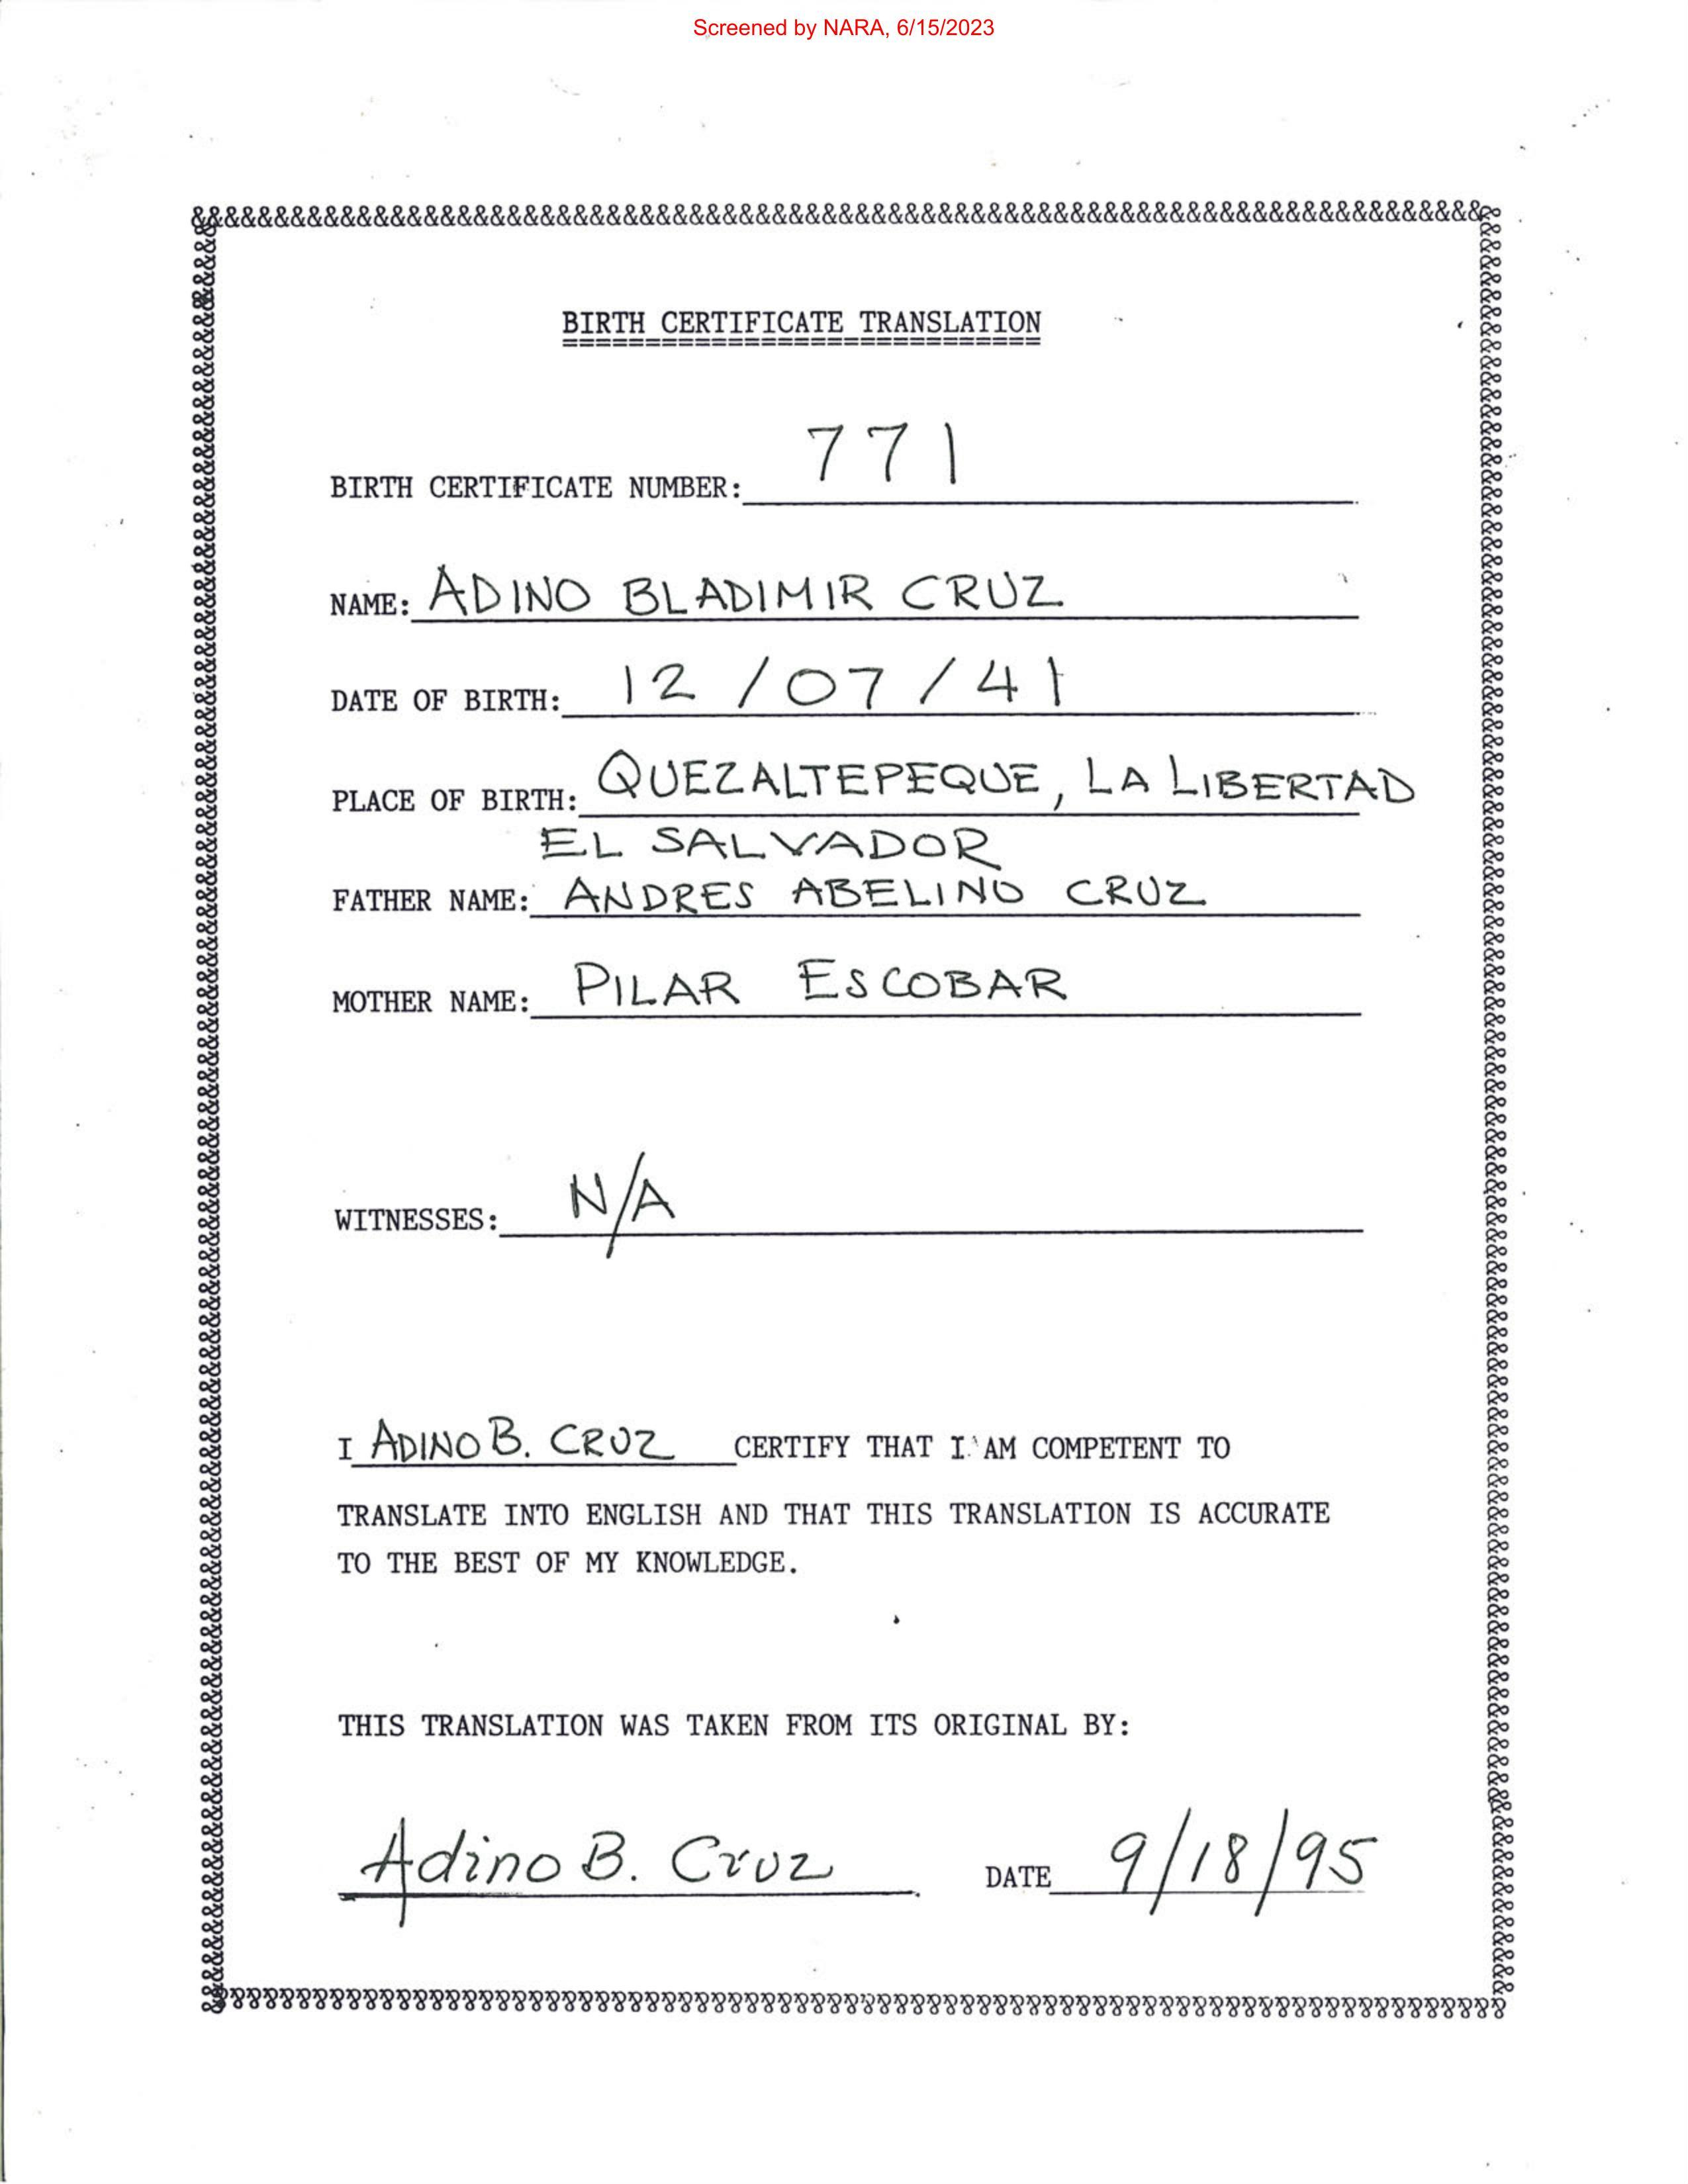 Screened by NARA, 6/15/2023
BIRTH CERTIFICATE TRANSLATION
BIRTH CERTIFICATE NUMBER: 771
NAME: ADINO BLADIMIR CRUZ
DATE OF BIRTH: 12/07/41
PLACE OF BIRTH: QUEZALTEPEQUE, LA LIBERTAD
EL SALVADOR
FATHER NAME: ANDRES ABELINO CRUZ
MOTHER NAME: PILAR ESCOBAR
WITNESSES: N/A
I ADINO B. CRUZ CERTIFY THAT I AM COMPETENT TO
TRANSLATE INTO ENGLISH AND THAT THIS TRANSLATION IS ACCURATE
TO THE BEST OF MY KNOWLEDGE.
THIS TRANSLATION WAS TAKEN FROM ITS ORIGINAL BY:
Adino B. Cruz DATE 9/18/95